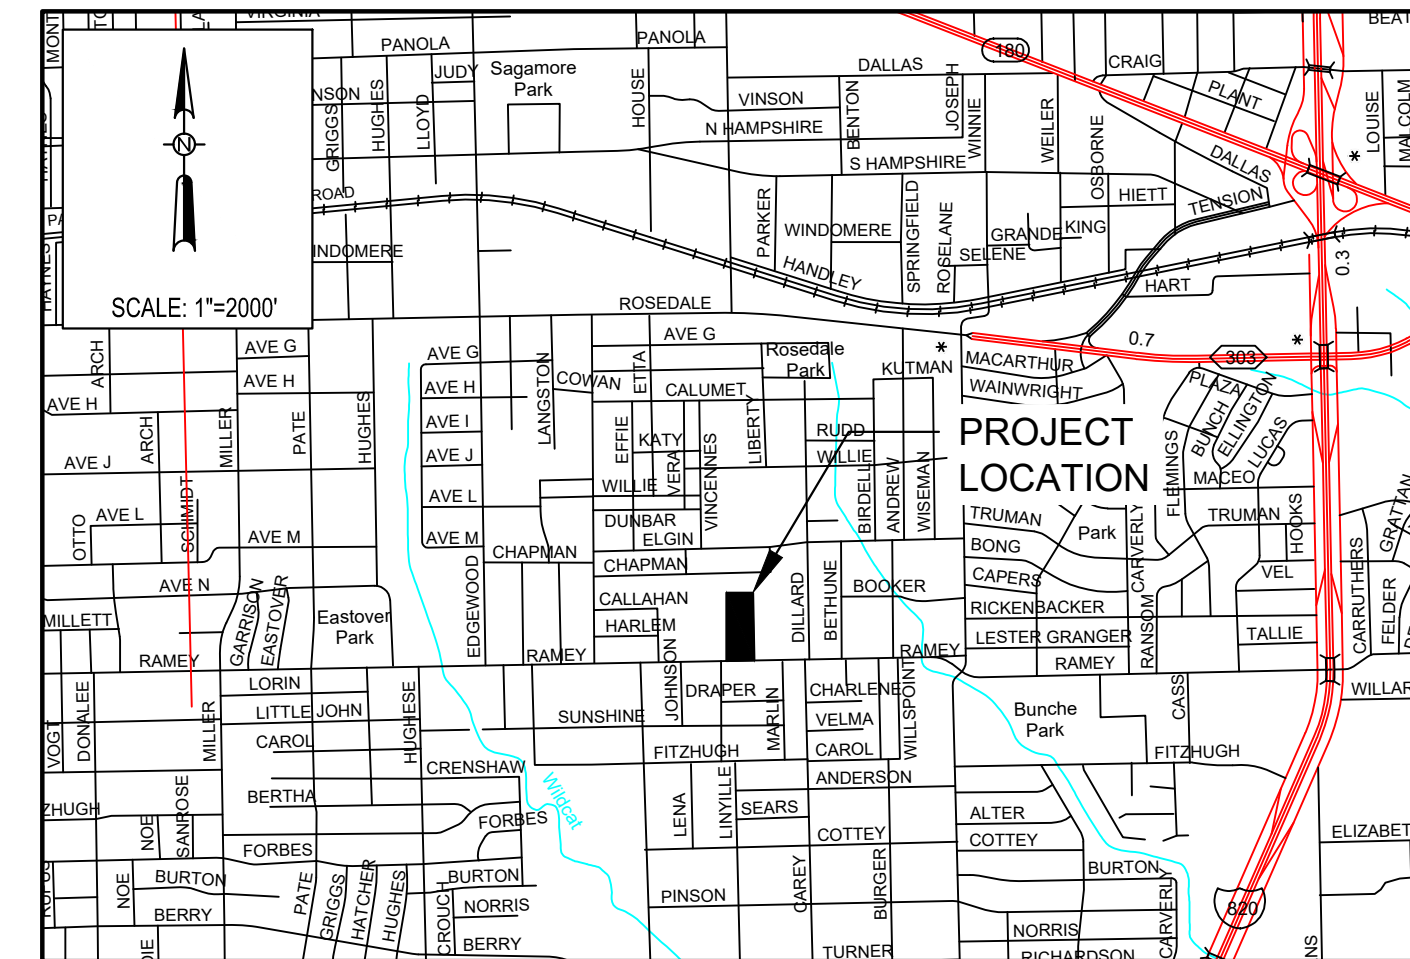 VIRGINIA
BEAT
MONT
PANOLA
PANOLA
180
CRAIG
JUDY
Sagamore
Park
DALLAS
NSON
GRIGGS
HUGHES
LLOYD
HOUSE
VINSON
N HAMPSHIRE
BENTON
JOSEPH
WINNIE
WEILER
OSBORNE
PLANT
DALLAS
LOUISE
MALCOLM
*
S HAMPSHIRE
N
ROAD
PARKER
WINDOMERE
SPRINGFIELD
ROSELANE
GRANDE
KING
HIETT
TENSION
SELENE
INDOMERE
HANDLEY
HAYNES
SCALE: 1"=2000'
ROSEDALE
HART
0.3
0.7
*
*
303
ARCH
AVE G
AVE G
AVE G
Rosedale
Park
KUTMAN
MACARTHUR
WAINWRIGHT
AVE H
AVE H
AVE H
LANGSTON
COWAN
ETTA
CALUMET
PLAZA
BUNCH
ELLINGTON
LUCAS
ARCH
MILLER
PATE
HUGHES
AVE I
EFFIE
KATY
VERA
VINCENNES
LIBERTY
RUDD
WILLIE
PROJECT
LOCATION
FLEMINGS
AVE J
AVE J
WILLIE
BIRDELL
ANDREW
WISEMAN
MACEO
AVE L
AVE L
OTTO
SCHMIDT
AVE M
AVE M
DUNBAR
ELGIN
TRUMAN
Park
CARVERLY
TRUMAN
HOOKS
GRATTAN
CHAPMAN
CHAPMAN
BONG
CAPERS
VEL
CARRUTHERS
FELDER
AVE N
GARRISON
EASTOVER
Eastover
Park
EDGEWOOD
CALLAHAN
HARLEM
DILLARD
BETHUNE
BOOKER
RICKENBACKER
MILLETT
LESTER GRANGER
RANSOM
TALLIE
RAMEY
RAMEY
JOHNSON
RAMEY
RAMEY
LORIN
DRAPER
MARLIN
CHARLENE
WILLSPOINT
WILLAR
VOGT
DONALEE
MILLER
LITTLE JOHN
HUGHESE
SUNSHINE
VELMA
Bunche
Park
CASS
CAROL
FITZHUGH
CAROL
FITZHUGH
CRENSHAW
ANDERSON
Wildcat
ZHUGH
BERTHA
NOE
SANROSE
FORBES
LENA
LINYILLE
SEARS
ALTER
COTTEY
COTTEY
ELIZABET
FORBES
BURTON
BURTON
BURTON
NOE
PATE
GRIGGS
HATCHER
HUGHES
CROUCH
PINSON
CAREY
BURGER
CARVERLY
820
BERRY
NORRIS
NORRIS
BERRY
TURNER
RICHARDSON